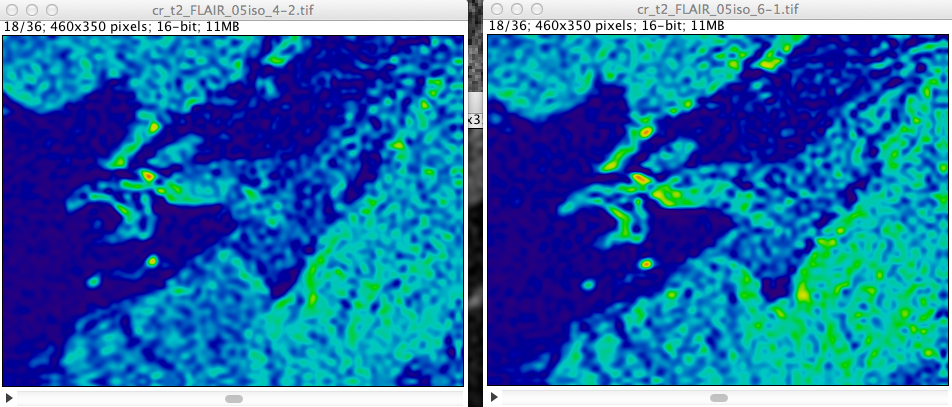 cr_t2_FLAIR_05iso_4-2.tif
18/36; 460x350 pixels; 16-bit; 11MB
cr_t2_FLAIR_05iso_6-1.tif
18/36; 460x350 pixels; 16-bit; 11MB
x3